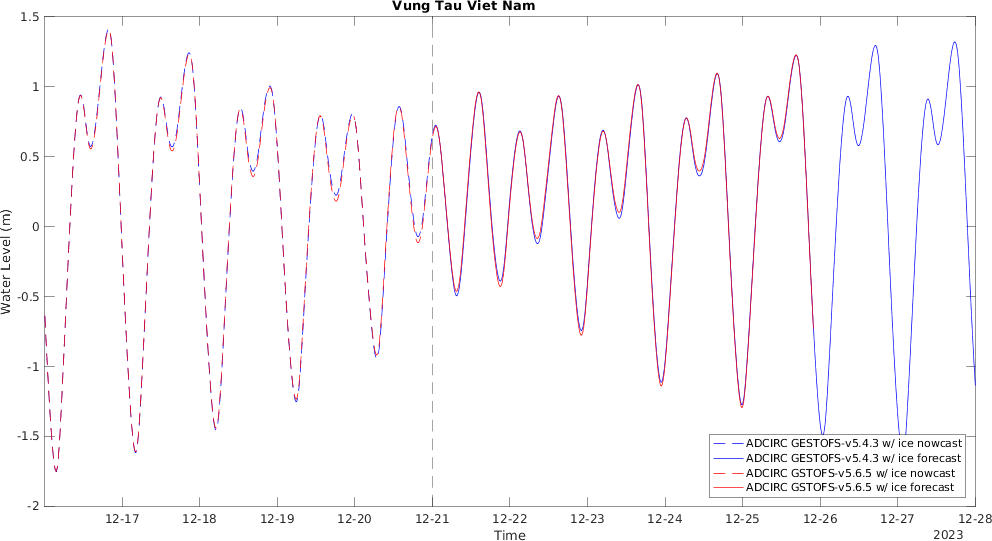 Vung Tau Viet Nam
1.5
1
0.5
0
-0.5
-1
-1.5
-2
Water Level (m)
ADCIRC GESTOFS-v5.4.3 w/ ice nowcast
ADCIRC GESTOFS-v5.4.3 w/ ice forecast
ADCIRC GSTOFS-v5.6.5 w/ ice nowcast
ADCIRC GSTOFS-v5.6.5 w/ ice forecast
12-17 12-18 12-19 12-20 12-21 12-22 12-23 12-24 12-25 12-26 12-27 12-28
Time
2023